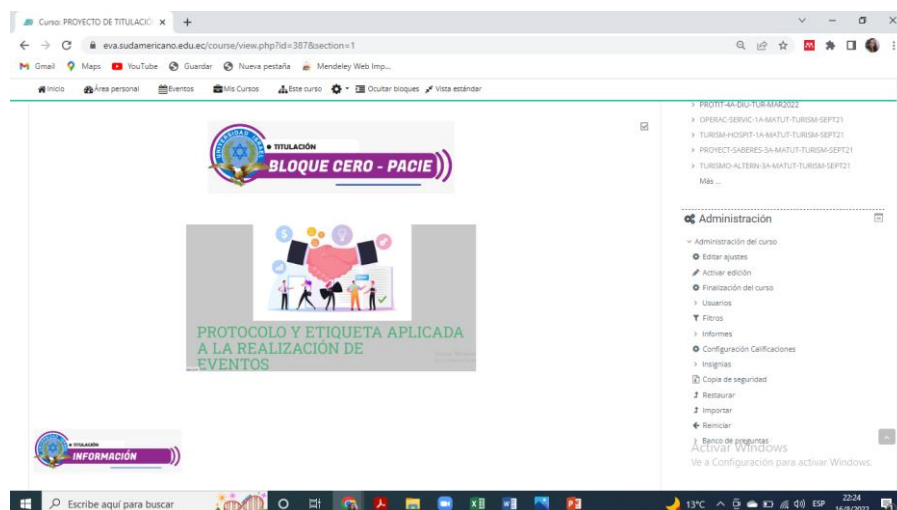 Curso: PROYECTO DE TITULACIÓ
eva.sudamericano.edu.ec/course/view.php?id=387&section=1
Gmail Maps YouTube Guardar Nueva pestaña Mendeley Web Imp...
Inicio Área personal Eventos Mis Cursos Este curso Ocultar bloques Vista estándar
PROTIT-4A-DIU-TUR-MAR2022
OPERAC-SERVIC-1A-MATUT-TURISM-SEPT21
TURISM-HOSPIT-1A-MATUT-TURISM-SEPT21
PROYECT-SABERES-3A-MATUT-TURISM-SEPT21
TURISMO-ALTERN-3A-MATUT-TURISM-SEPT21
Más ...
UNIVERSIDAD ISRAEL
TITULACIÓN
BLOQUE CERO - PACIE
PROTOCOLO Y ETIQUETA APLICADA
A LA REALIZACIÓN DE
EVENTOS
TITULACIÓN
INFORMACIÓN
Administración
Administración del curso
Editar ajustes
Activar edición
Finalización del curso
Usuarios
Filtros
Informes
Configuración Calificaciones
Insignias
Copia de seguridad
Restaurar
Importar
Reiniciar
Banco de preguntas
Activar Windows
Ve a Configuración para activar Windows.
Escribe aquí para buscar
13°C ESP 22:24
16/8/2022